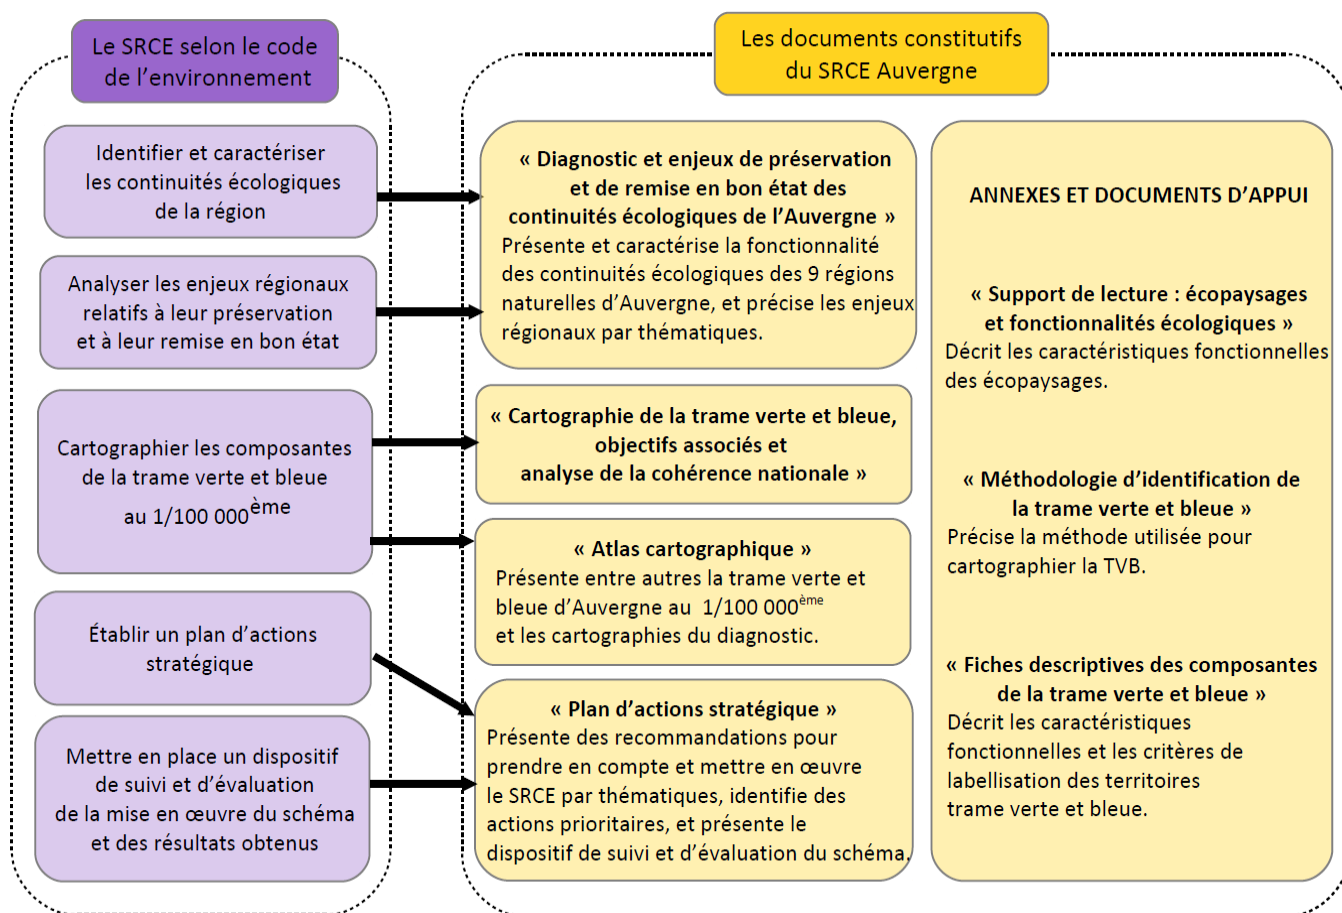 Le SRCE selon le code
de l'environnement
Identifier et caractériser
les continuités écologiques
de la région
Analyser les enjeux régionaux
relatifs à leur préservation
et à leur remise en bon état
Cartographier les composantes
de la trame verte et bleue
au 1/100 000ème
Établir un plan d'actions
stratégique
Mettre en place un dispositif
de suivi et d'évaluation
de la mise en œuvre du schéma
et des résultats obtenus
Les documents constitutifs
du SRCE Auvergne
« Diagnostic et enjeux de préservation
et de remise en bon état des
continuités écologiques de l'Auvergne »
Présente et caractérise la fonctionnalité
des continuités écologiques des 9 régions
naturelles d'Auvergne, et précise les enjeux
régionaux par thématiques.
« Cartographie de la trame verte et bleue,
objectifs associés et
analyse de la cohérence nationale »
« Atlas cartographique »
Présente entre autres la trame verte et
bleue d'Auvergne au 1/100 000ème
et les cartographies du diagnostic.
« Plan d'actions stratégique »
Présente des recommandations pour
prendre en compte et mettre en œuvre
le SRCE par thématiques, identifie des
actions prioritaires, et présente le
dispositif de suivi et d'évaluation du schéma.
ANNEXES ET DOCUMENTS D'APPUI
« Support de lecture : écopaysages
et fonctionnalités écologiques »
Décrit les caractéristiques fonctionnelles
des écopaysages.
« Méthodologie d'identification de
la trame verte et bleue »
Précise la méthode utilisée pour
cartographier la TVB.
« Fiches descriptives des composantes
de la trame verte et bleue »
Décrit les caractéristiques
fonctionnelles et les critères de
labellisation des territoires
trame verte et bleue.